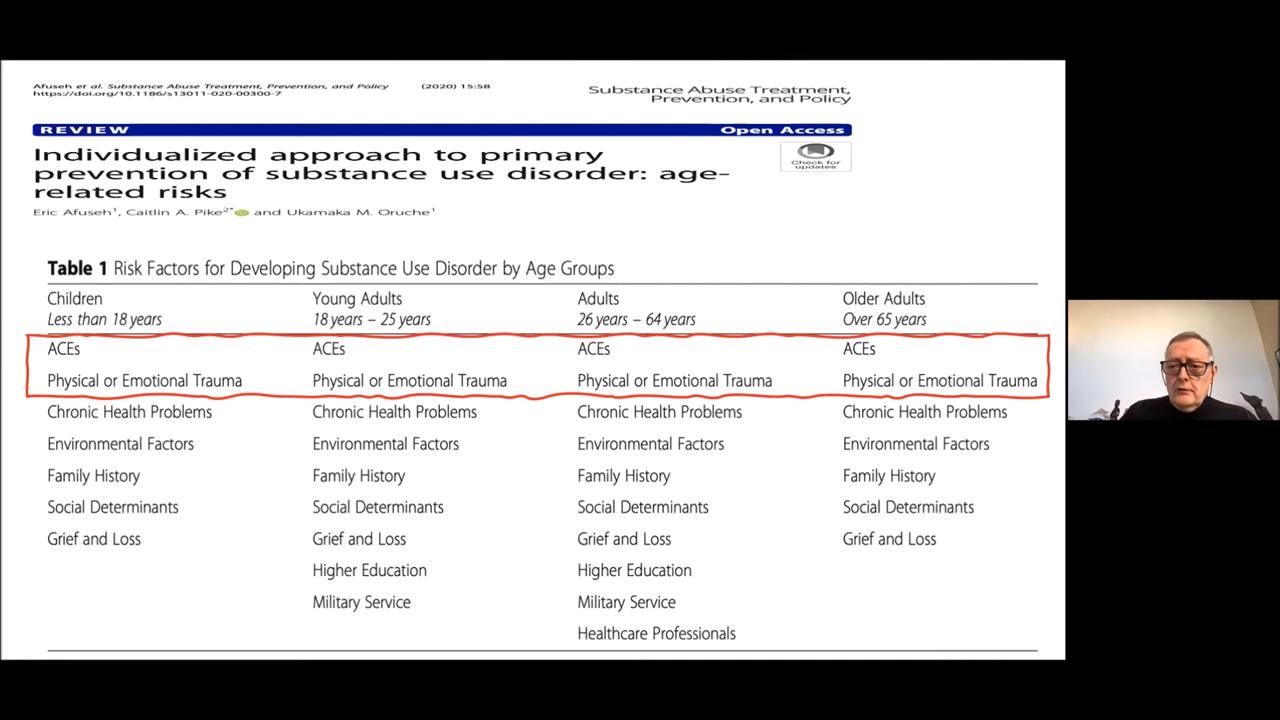 Afuseh et al. Substance Abuse Treatment, Prevention, and Policy (2020) 15:58
https://doi.org/10.1186/s13011-020-00300-7
Substance Abuse Treatment,
Prevention, and Policy
REVIEW Open Access
Individualized approach to primary
prevention of substance use disorder: age-
related risks
Check for
updates
Eric Afuseh1, Caitlin A. Pike2* and Ukamaka M. Oruche1
Table 1 Risk Factors for Developing Substance Use Disorder by Age Groups
Children Young Adults Adults Older Adults
Less than 18 years 18 years – 25 years 26 years – 64 years Over 65 years
ACEs ACEs ACEs ACEs
Physical or Emotional Trauma Physical or Emotional Trauma Physical or Emotional Trauma Physical or Emotional Trauma
Chronic Health Problems Chronic Health Problems Chronic Health Problems Chronic Health Problems
Environmental Factors Environmental Factors Environmental Factors Environmental Factors
Family History Family History Family History Family History
Social Determinants Social Determinants Social Determinants Social Determinants
Grief and Loss Grief and Loss Grief and Loss Grief and Loss
Higher Education Higher Education
Military Service Military Service
Healthcare Professionals